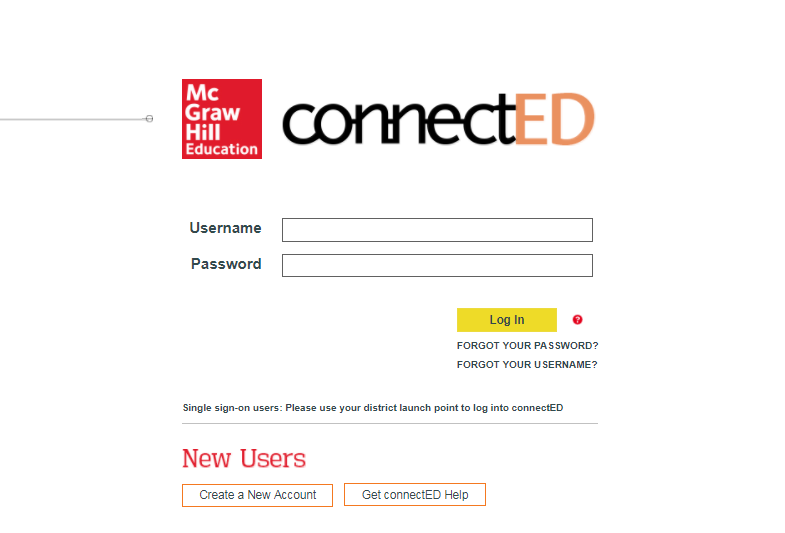 Mc
Graw
Hill
Education
connectED
Username
Password
Log In
?
FORGOT YOUR PASSWORD?
FORGOT YOUR USERNAME?
Single sign-on users: Please use your district launch point to log into connectED
New Users
Create a New Account
Get connectED Help